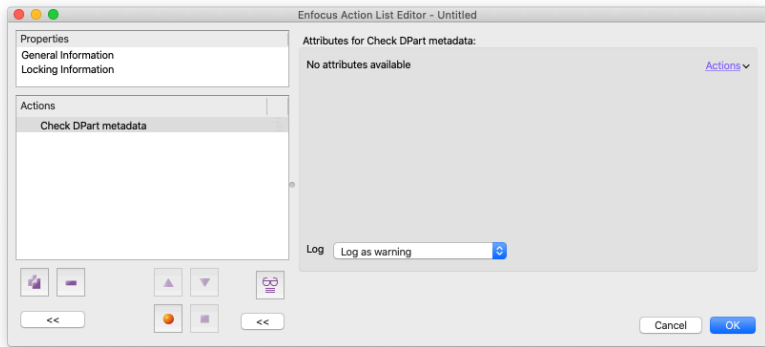 Enfocus Action List Editor - Untitled
Properties
General Information
Locking Information
Actions
Check DPart metadata
<<
<<
Attributes for Check DPart metadata:
No attributes available
Actions
Log
Log as warning
Cancel
OK